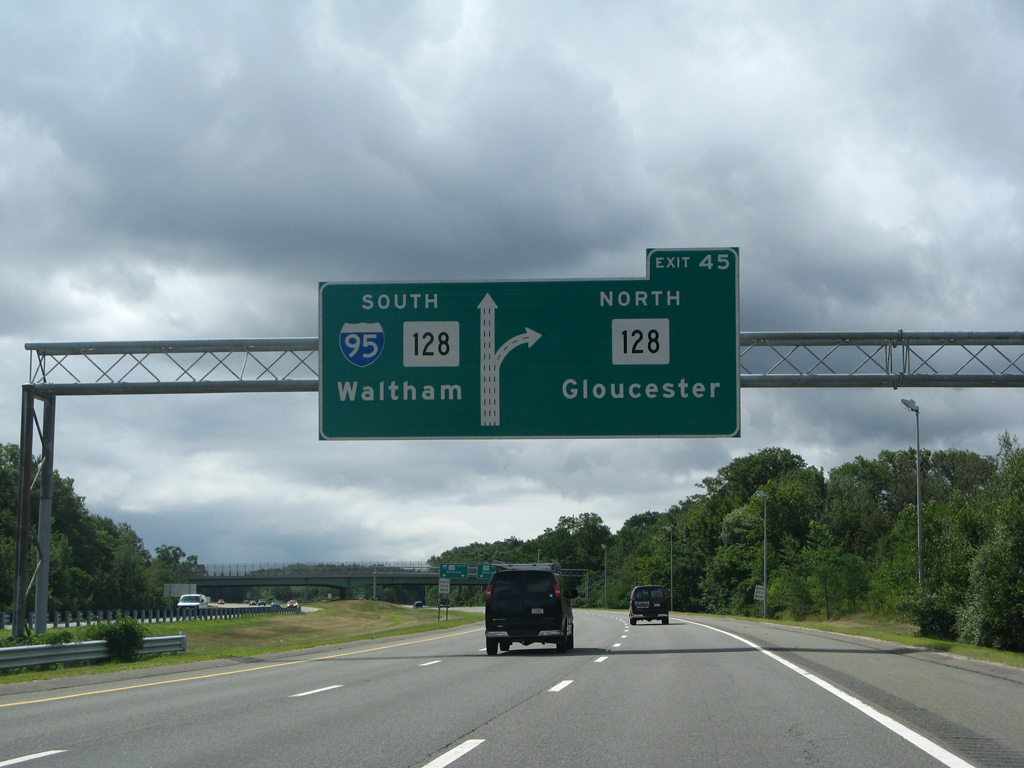 EXIT 45
SOUTH
95 128
Waltham
NORTH
128
Gloucester